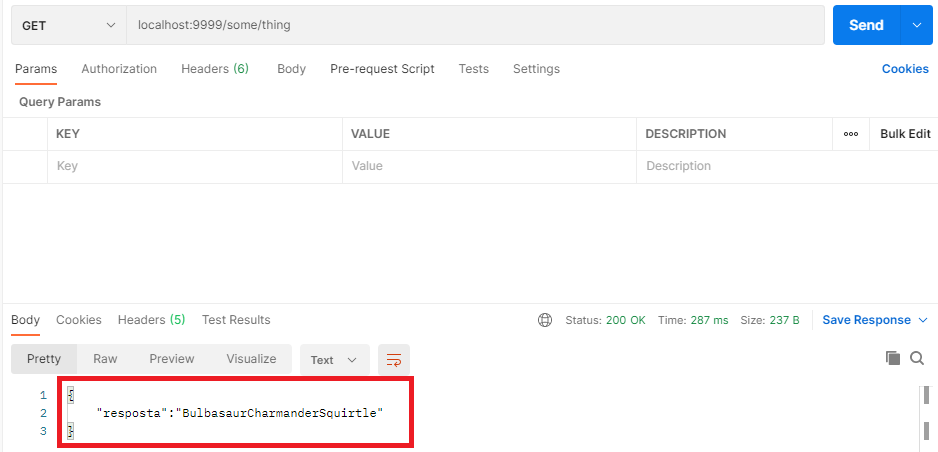 GET localhost:9999/some/thing Send
Params Authorization Headers (6) Body Pre-request Script Tests Settings Cookies
Query Params
KEY VALUE DESCRIPTION ooo Bulk Edit
Key Value Description
Body Cookies Headers (5) Test Results Status: 200 OK Time: 287 ms Size: 237 B Save Response
Pretty Raw Preview Visualize Text
1 {
2 "resposta":"BulbasaurCharmanderSquirtle"
3 }